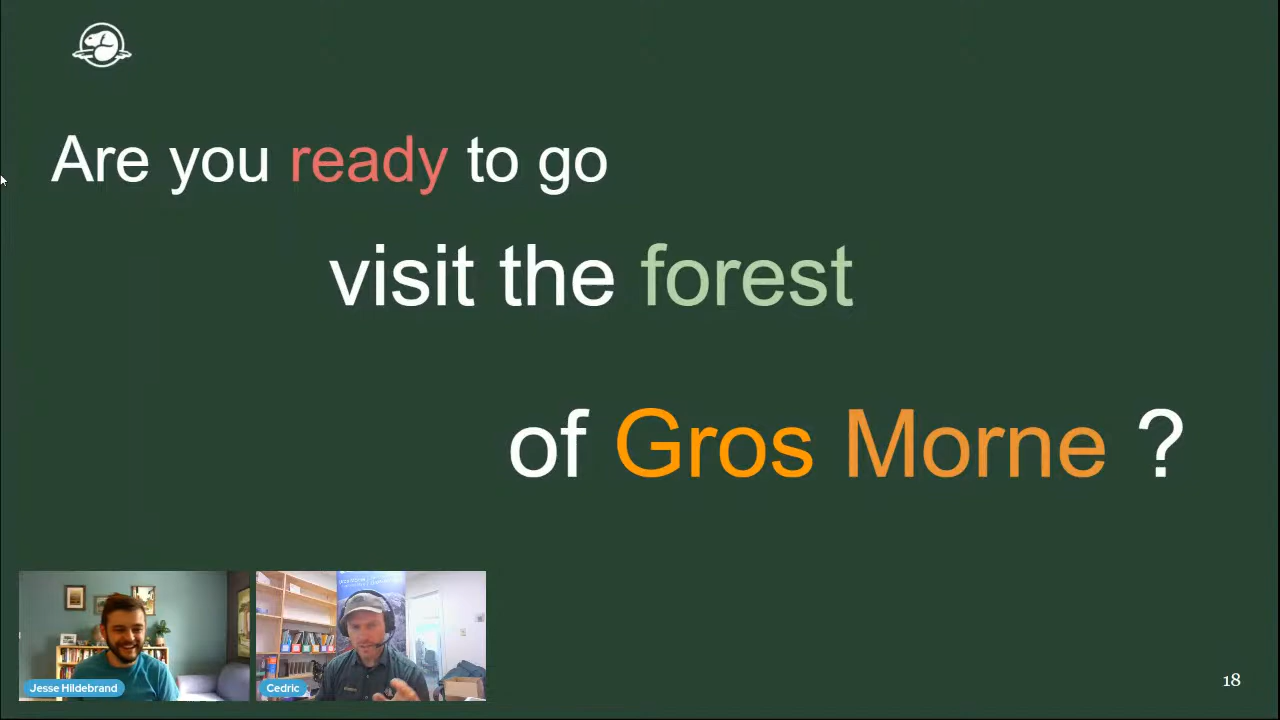 Are you ready to go
visit the forest
of Gros Morne ?
Jesse Hildebrand
Cedric
18